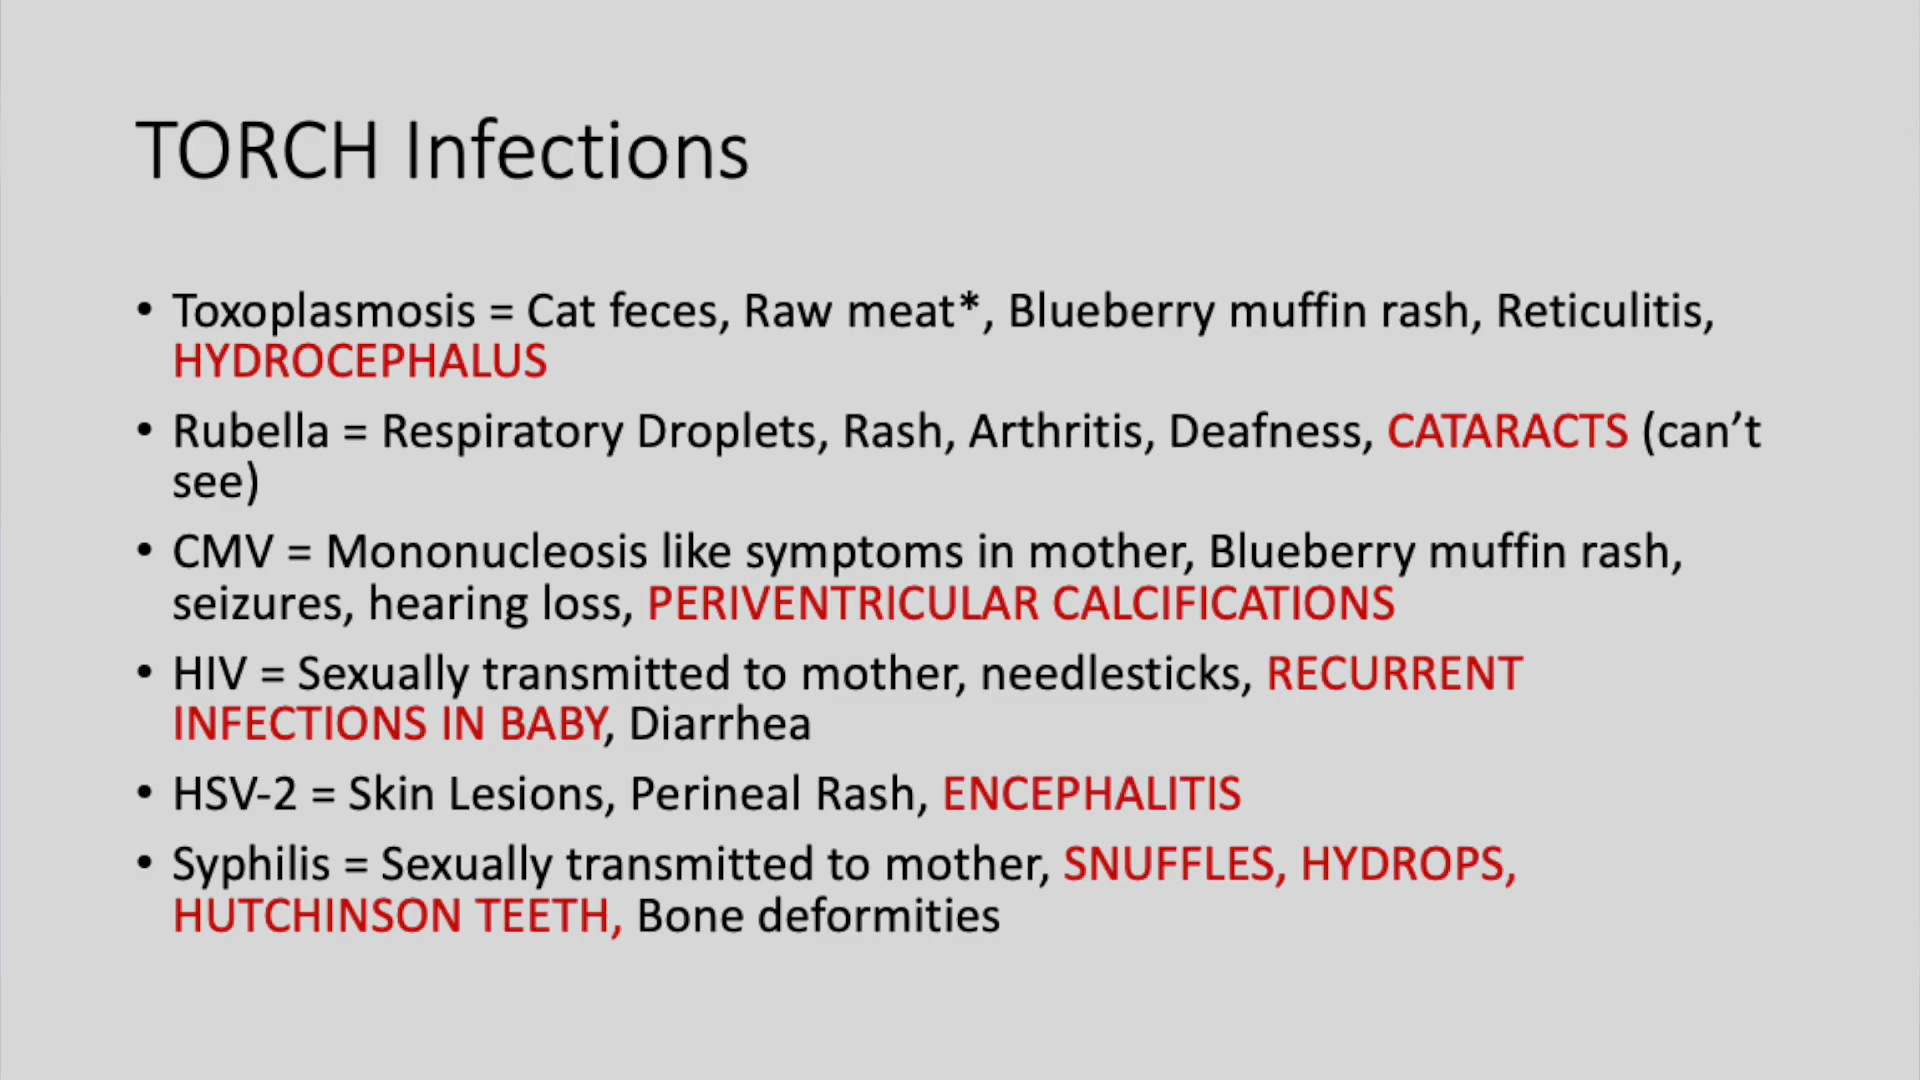 TORCH Infections
• Toxoplasmosis = Cat feces, Raw meat*, Blueberry muffin rash, Reticulitis,
HYDROCEPHALUS
• Rubella = Respiratory Droplets, Rash, Arthritis, Deafness, CATARACTS (can’t
see)
• CMV = Mononucleosis like symptoms in mother, Blueberry muffin rash,
seizures, hearing loss, PERIVENTRICULAR CALCIFICATIONS
• HIV = Sexually transmitted to mother, needlesticks, RECURRENT
INFECTIONS IN BABY, Diarrhea
• HSV-2 = Skin Lesions, Perineal Rash, ENCEPHALITIS
• Syphilis = Sexually transmitted to mother, SNUFFLES, HYDROPS,
HUTCHINSON TEETH, Bone deformities